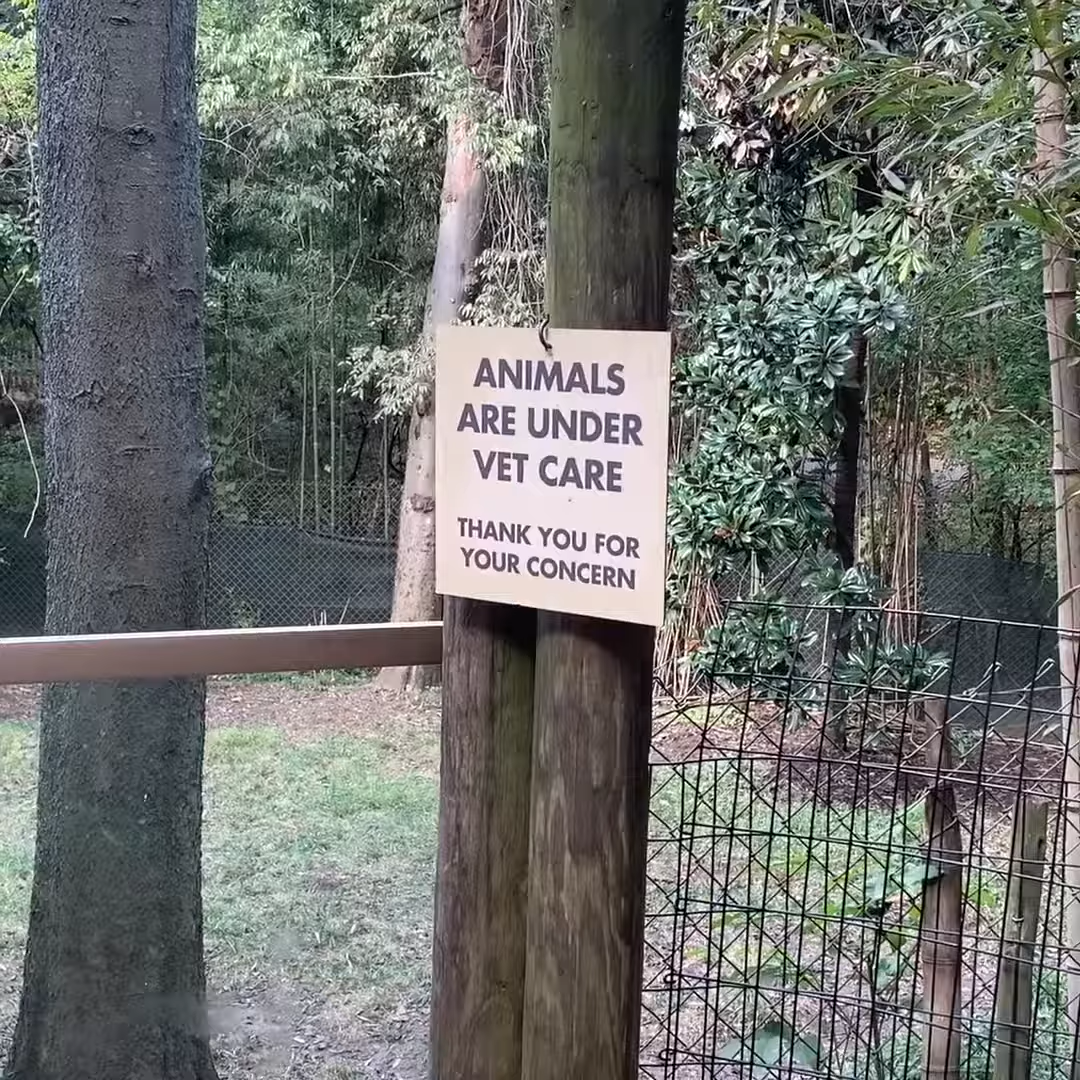 ANIMALS
ARE UNDER
VET CARE
THANK YOU FOR
YOUR CONCERN